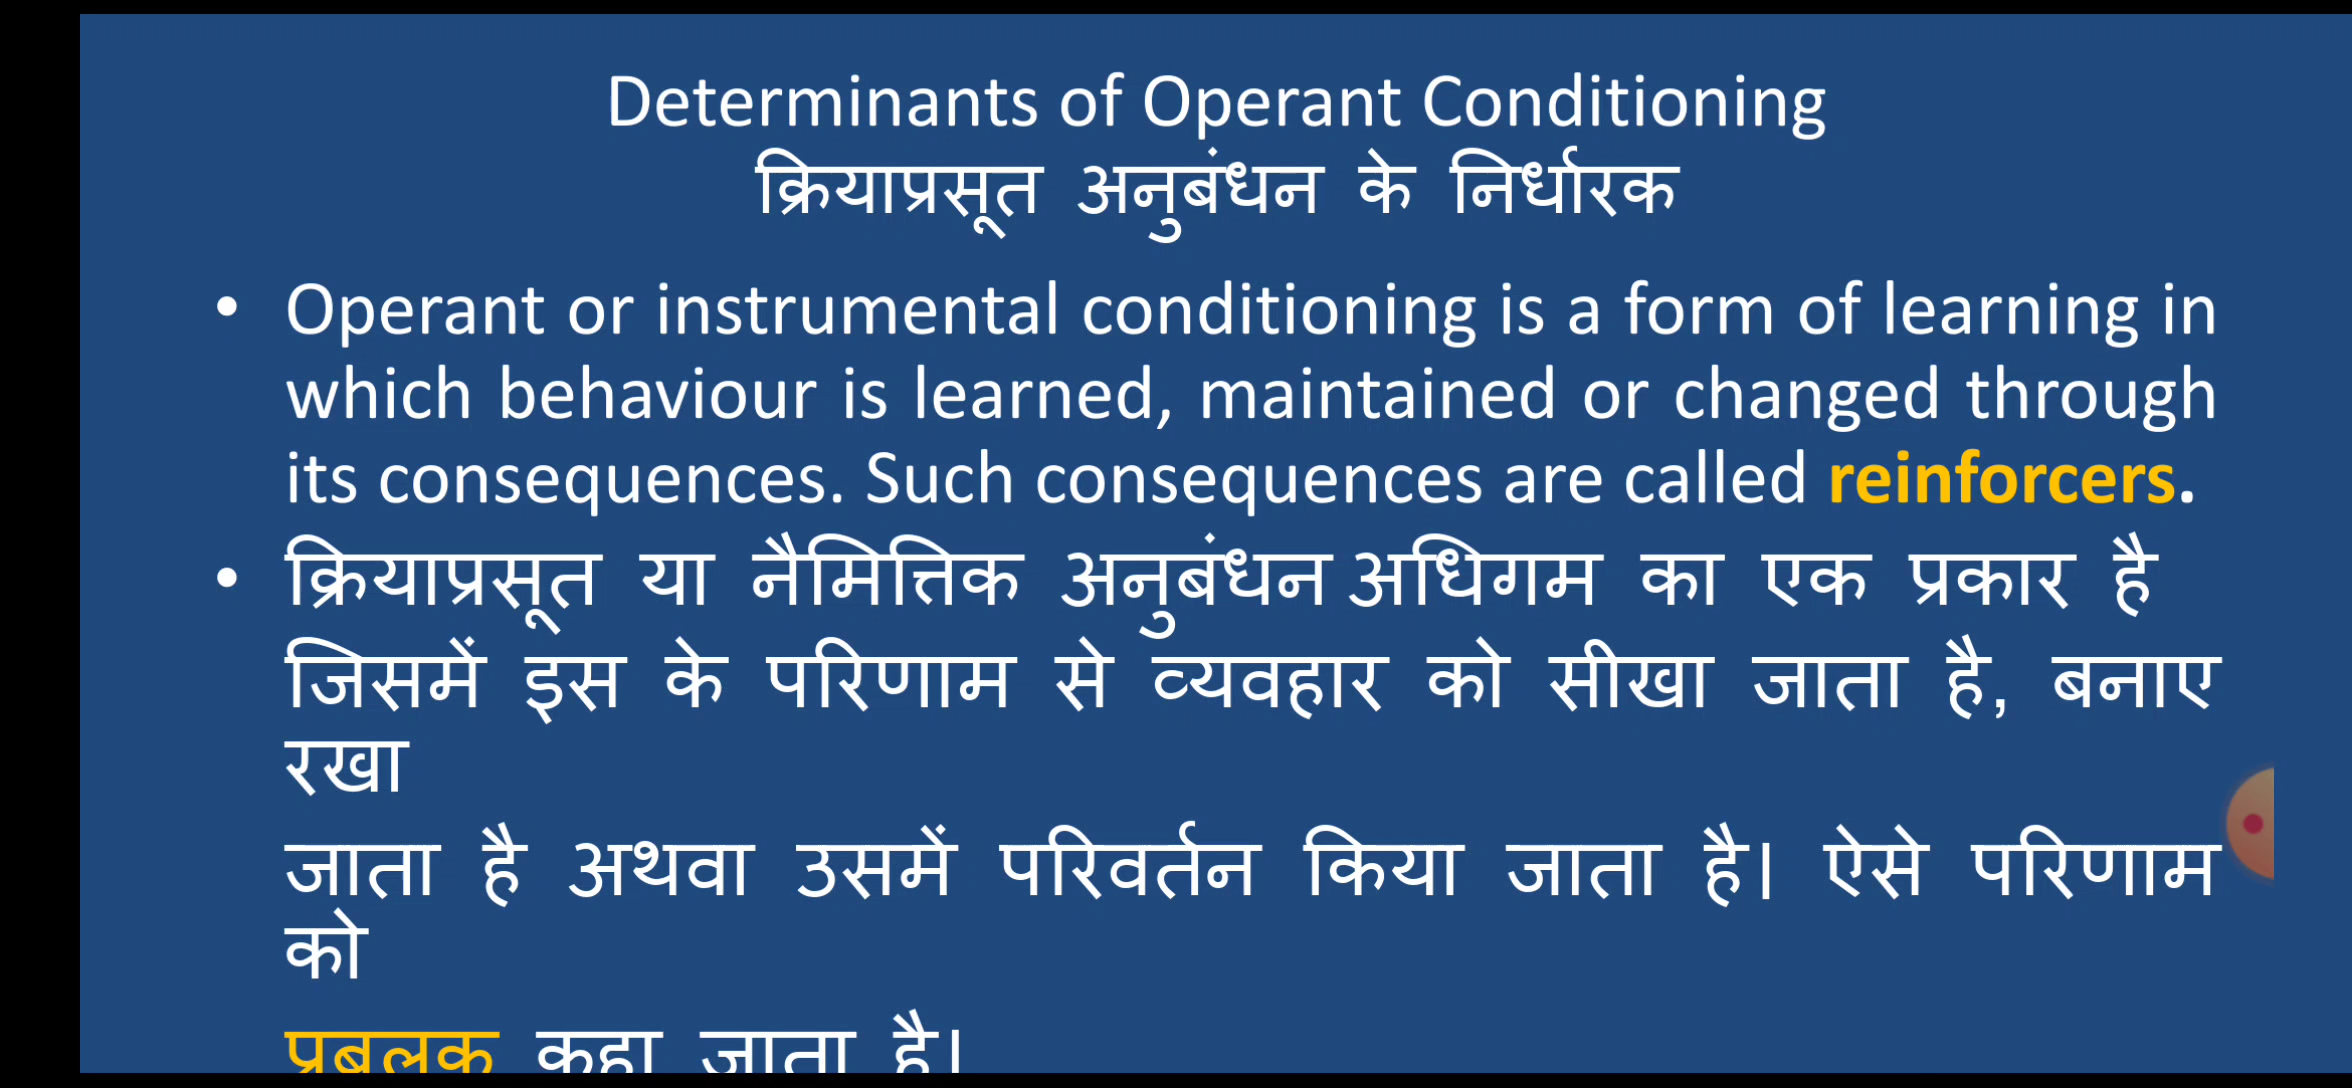 Determinants of Operant Conditioning
क्रियाप्रसूत अनुबंधन के निर्धारक
• Operant or instrumental conditioning is a form of learning in
which behaviour is learned, maintained or changed through
its consequences. Such consequences are called reinforcers.
• क्रियाप्रसूत या नैमित्तिक अनुबंधन अधिगम का एक प्रकार है
जिसमें इस के परिणाम से व्यवहार को सीखा जाता है, बनाए
रखा
जाता है अथवा उसमें परिवर्तन किया जाता है। ऐसे परिणाम
को
प्रबलक कहा जाता है।